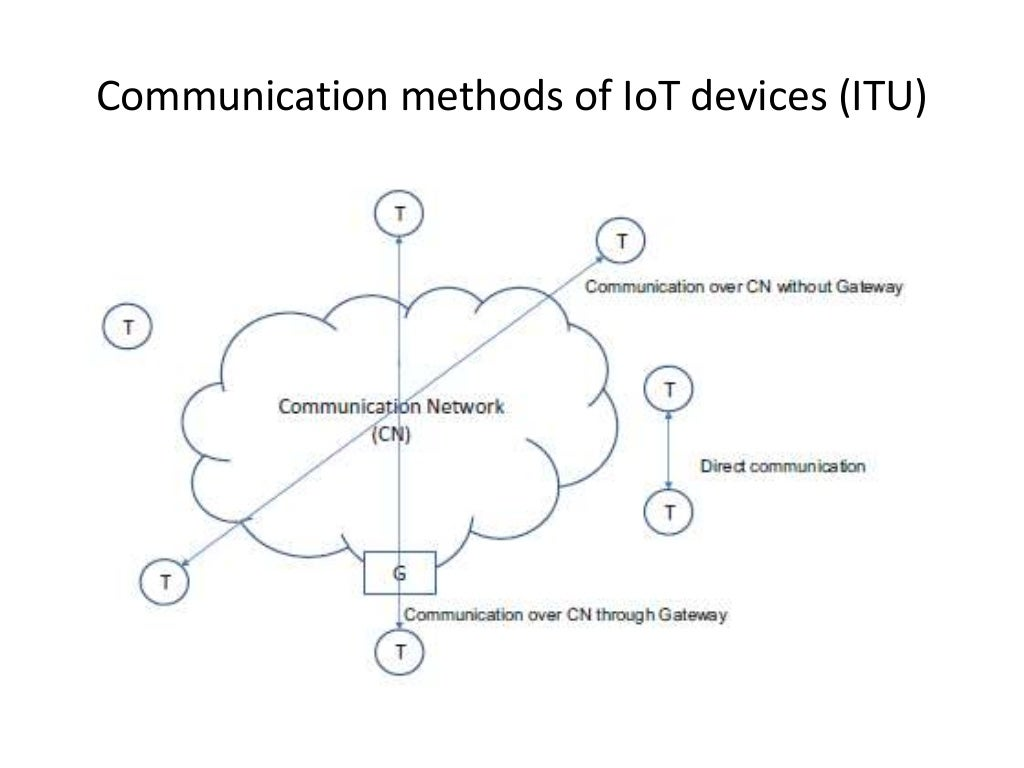 Communication methods of IoT devices (ITU)
T
T
Communication over CN without Gateway
T
T
Communication Network
(CN)
Direct communication
T
T
G
Communication over CN through Gateway
T